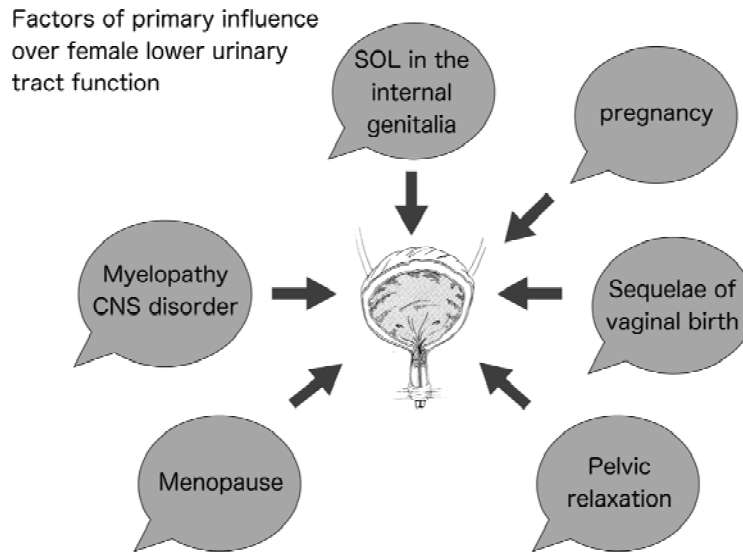 Factors of primary influence
over female lower urinary
tract function
SOL in the
internal
genitalia
pregnancy
Myelopathy
CNS disorder
Sequelae of
vaginal birth
Menopause
Pelvic
relaxation